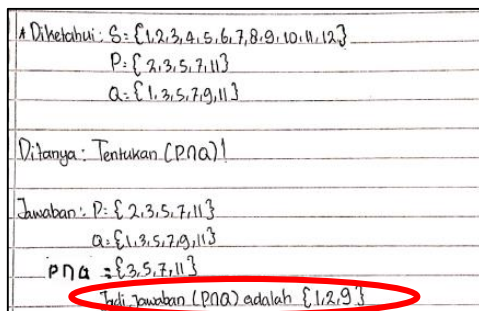 * Diketahui : S = {1,2,3,4,5,6,7,8,9,10,11,12}
P = { 2,3,5,7,11}
Q = { 1,3,5,7,9,11}
Ditanya : Tentukan (P∩Q)!
Jawaban : P = { 2,3,5,7,11}
Q = {1,3,5,7,9,11}
P∩Q = {3,5,7,11}
Jadi, jawaban (P∩Q) adalah {1,2,9}